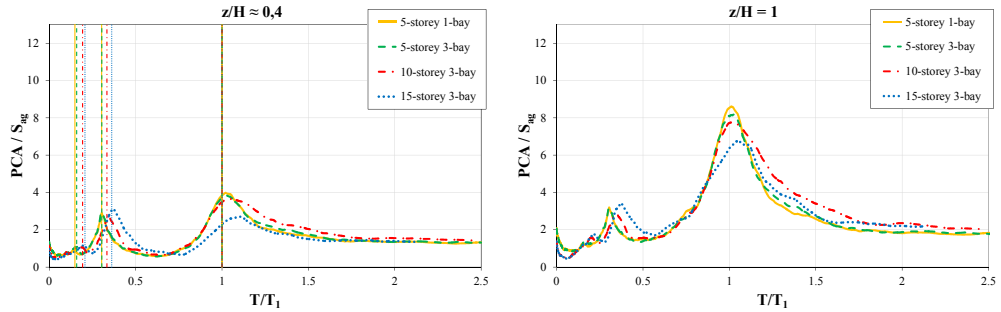 z/H ≈ 0,4
PCA / Sag
12
10
8
6
4
2
0
0
0.5
1
1.5
2
2.5
T/T1
5-storey 1-bay
5-storey 3-bay
10-storey 3-bay
15-storey 3-bay
z/H = 1
PCA / Sag
12
10
8
6
4
2
0
0
0.5
1
1.5
2
2.5
T/T1
5-storey 1-bay
5-storey 3-bay
10-storey 3-bay
15-storey 3-bay